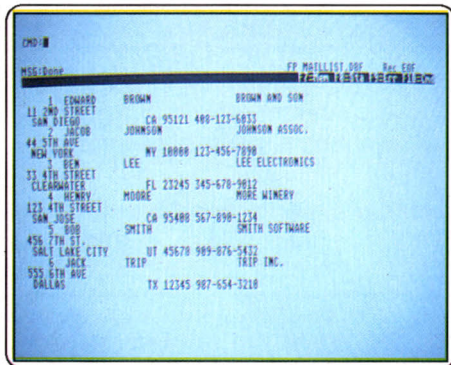 CMD:
FP MAILLIST.DBF Rec EOF
MSG:Done
1 EDWARD BROWN BROWN AND SON
11 2ND STREET
SAN DIEGO CA 95121 408-123-6033
2 JACOB JOHNSON JOHNSON ASSOC.
44 5TH AVE
NEW YORK NY 10000 123-456-7890
3 BEN LEE LEE ELECTRONICS
33 4TH STREET
CLEARWATER FL 23245 345-678-9012
4 HENRY MOORE MORE WINERY
123 4TH STREET
SAN JOSE CA 95408 567-890-1234
5 BOB SMITH SMITH SOFTWARE
456 7TH ST.
SALT LAKE CITY UT 45678 909-876-5432
6 JACK TRIP TRIP INC.
555 6TH AVE
DALLAS TX 12345 987-654-3210